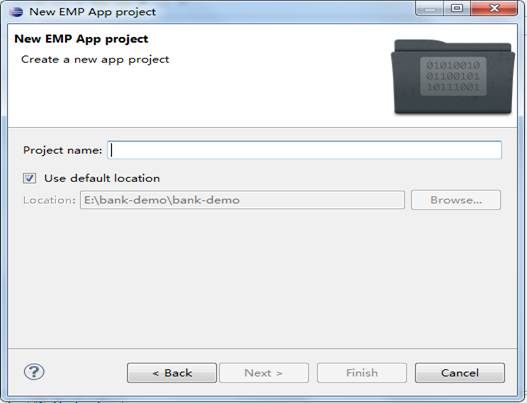 New EMP App project
New EMP App project
Create a new app project
01010010
01100101
10111001
Project name:
Use default location
Location: E:\bank-demo\bank-demo Browse...
? < Back Next > Finish Cancel